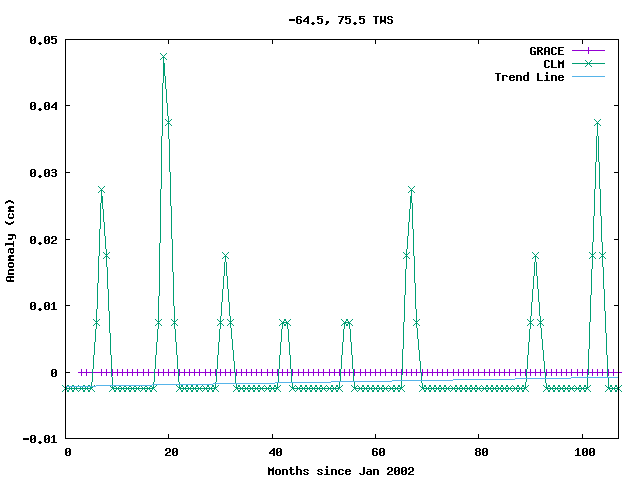 -64.5, 75.5 TWS
GRACE
CLM
Trend Line
0.05
0.04
0.03
0.02
0.01
0
-0.01
Anomaly (cm)
0 20 40 60 80 100
Months since Jan 2002